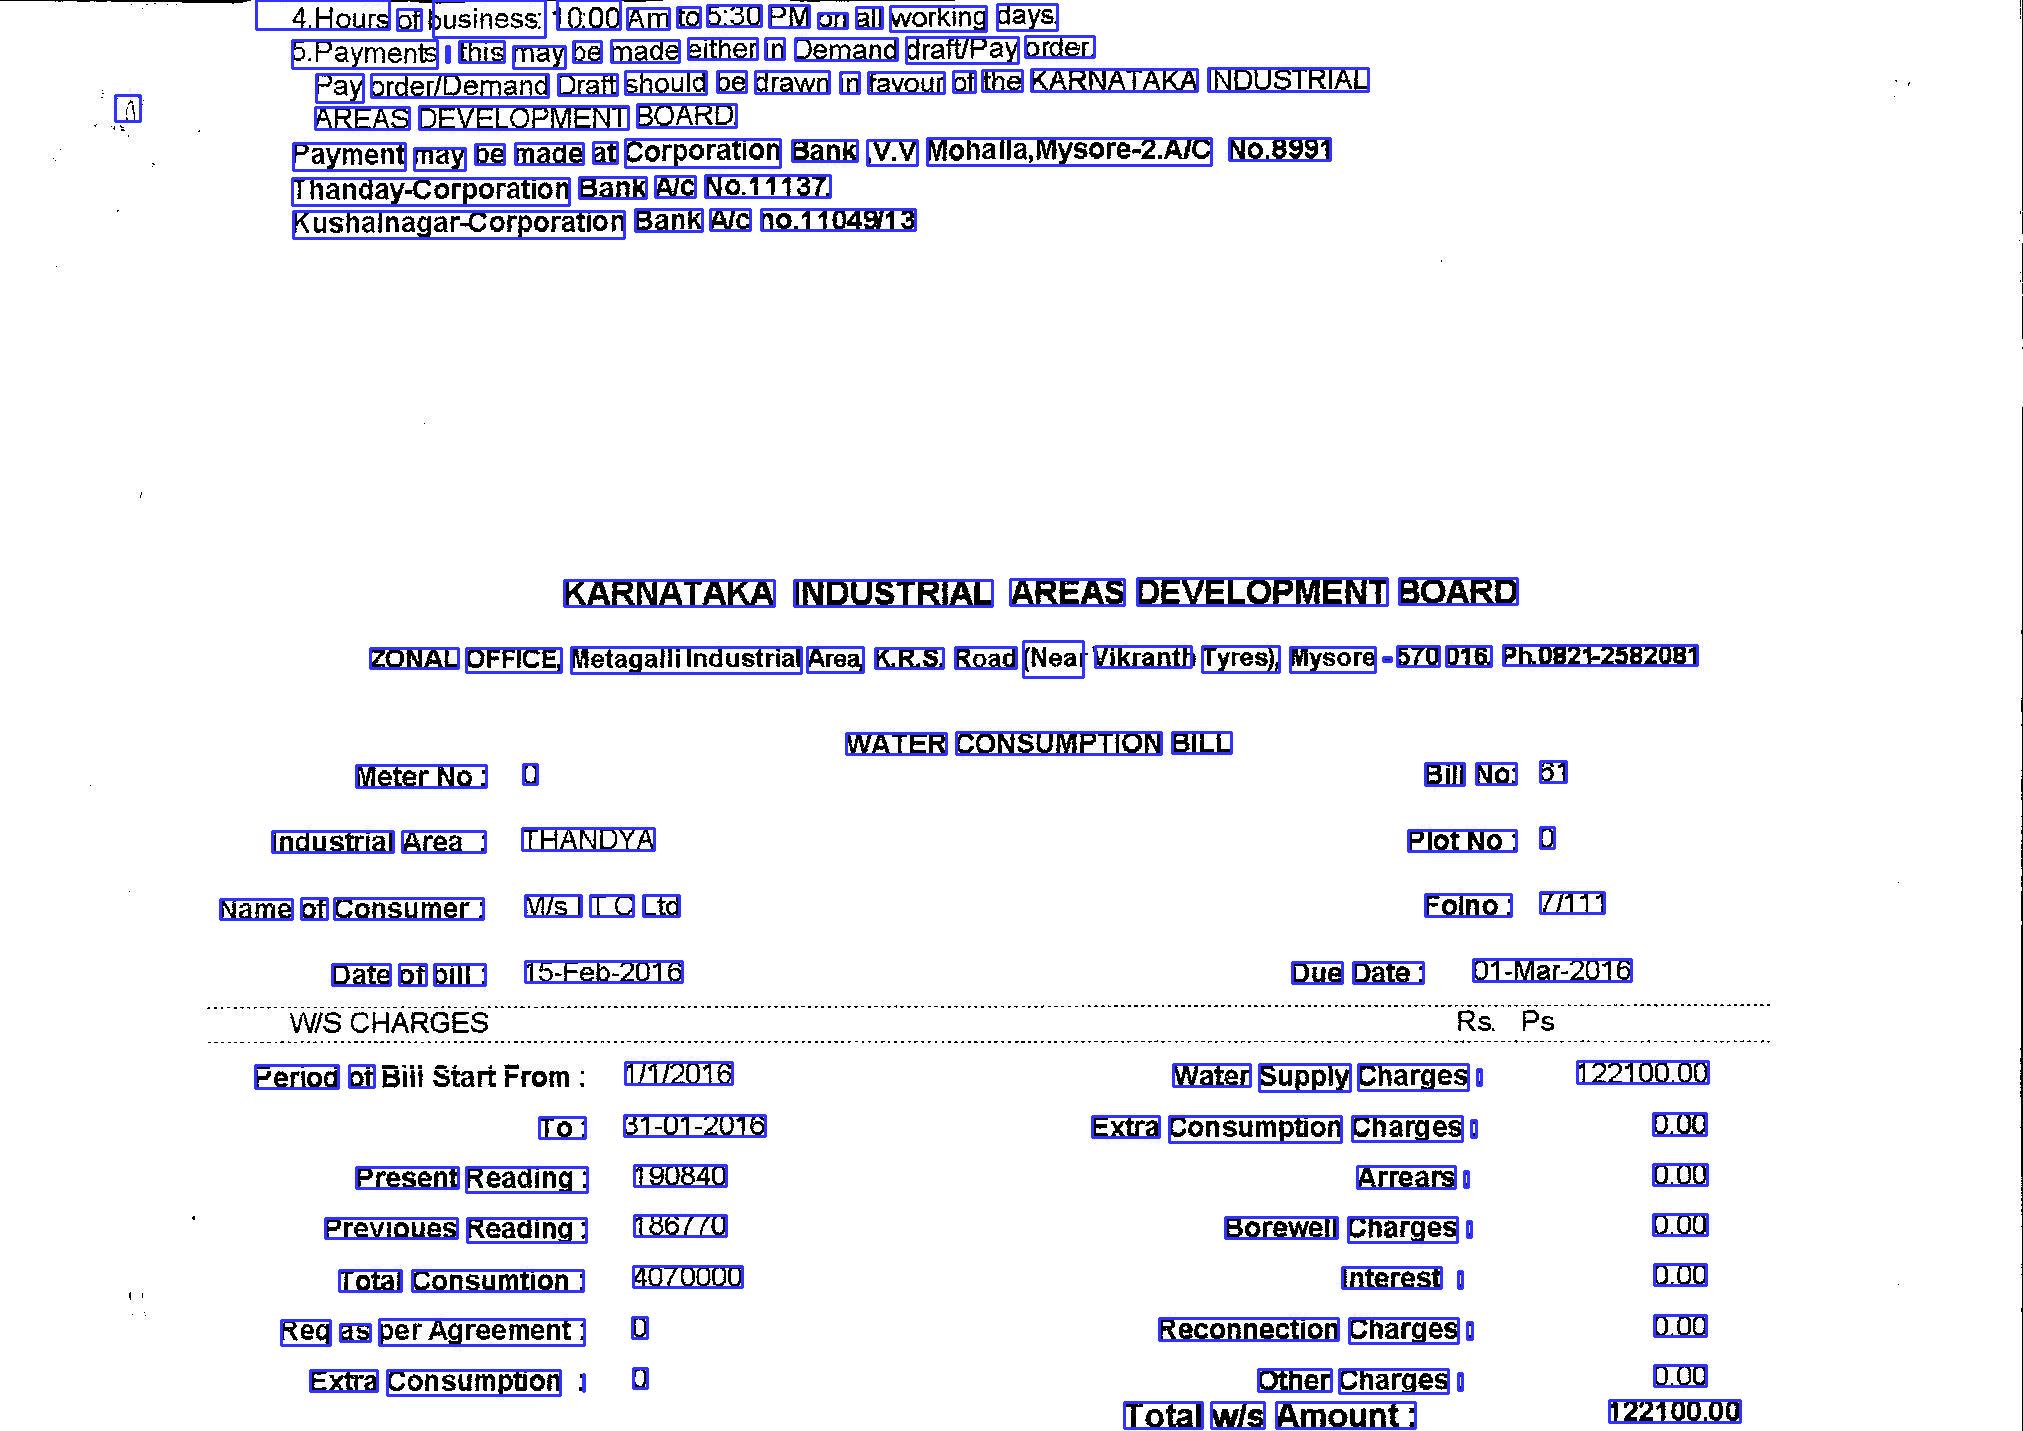 4.Hours of business: 10:00 Am to 5:30 PM on all working days.
5.Payments : this may be made either in Demand draft/Pay order.
Pay order/Demand Draft should be drawn in favour of the KARNATAKA INDUSTRIAL
AREAS DEVELOPMENT BOARD.
Payment may be made at Corporation Bank ,V.V Mohalla,Mysore-2.A/C No.8991
Thanday-Corporation Bank A/c No.11137.
Kushalnagar-Corporation Bank A/c no.11049/13
KARNATAKA INDUSTRIAL AREAS DEVELOPMENT BOARD
ZONAL OFFICE, Metagalli Industrial Area, K.R.S. Road (Near Vikranth Tyres), Mysore - 570 016. Ph.0821-2582081
WATER CONSUMPTION BILL
Meter No : 0 Bill No: 61
Industrial Area : THANDYA Plot No : 0
Name of Consumer : M/s I T C Ltd Folno : 7/111
Date of bill : 15-Feb-2016 Due Date : 01-Mar-2016
W/S CHARGES Rs. Ps
Period of Bill Start From : 1/1/2016 Water Supply Charges : 122100.00
To : 31-01-2016 Extra Consumption Charges : 0.00
Present Reading : 190840 Arrears : 0.00
Previoues Reading : 186770 Borewell Charges : 0.00
Total Consumtion : 4070000 Interest : 0.00
Req as per Agreement : 0 Reconnection Charges : 0.00
Extra Consumption : 0 Other Charges : 0.00
Total w/s Amount : 122100.00